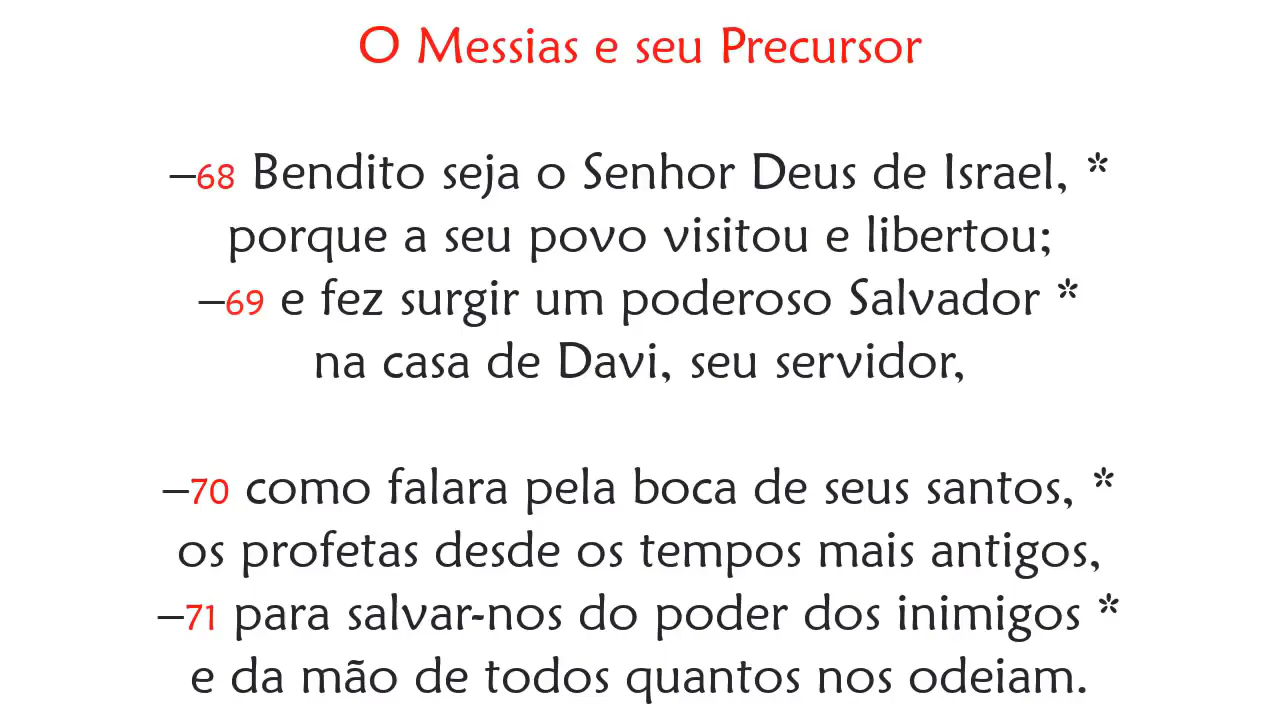 O Messias e seu Precursor
–68 Bendito seja o Senhor Deus de Israel, *
porque a seu povo visitou e libertou;
–69 e fez surgir um poderoso Salvador *
na casa de Davi, seu servidor,
–70 como falara pela boca de seus santos, *
os profetas desde os tempos mais antigos,
–71 para salvar-nos do poder dos inimigos *
e da mão de todos quantos nos odeiam.